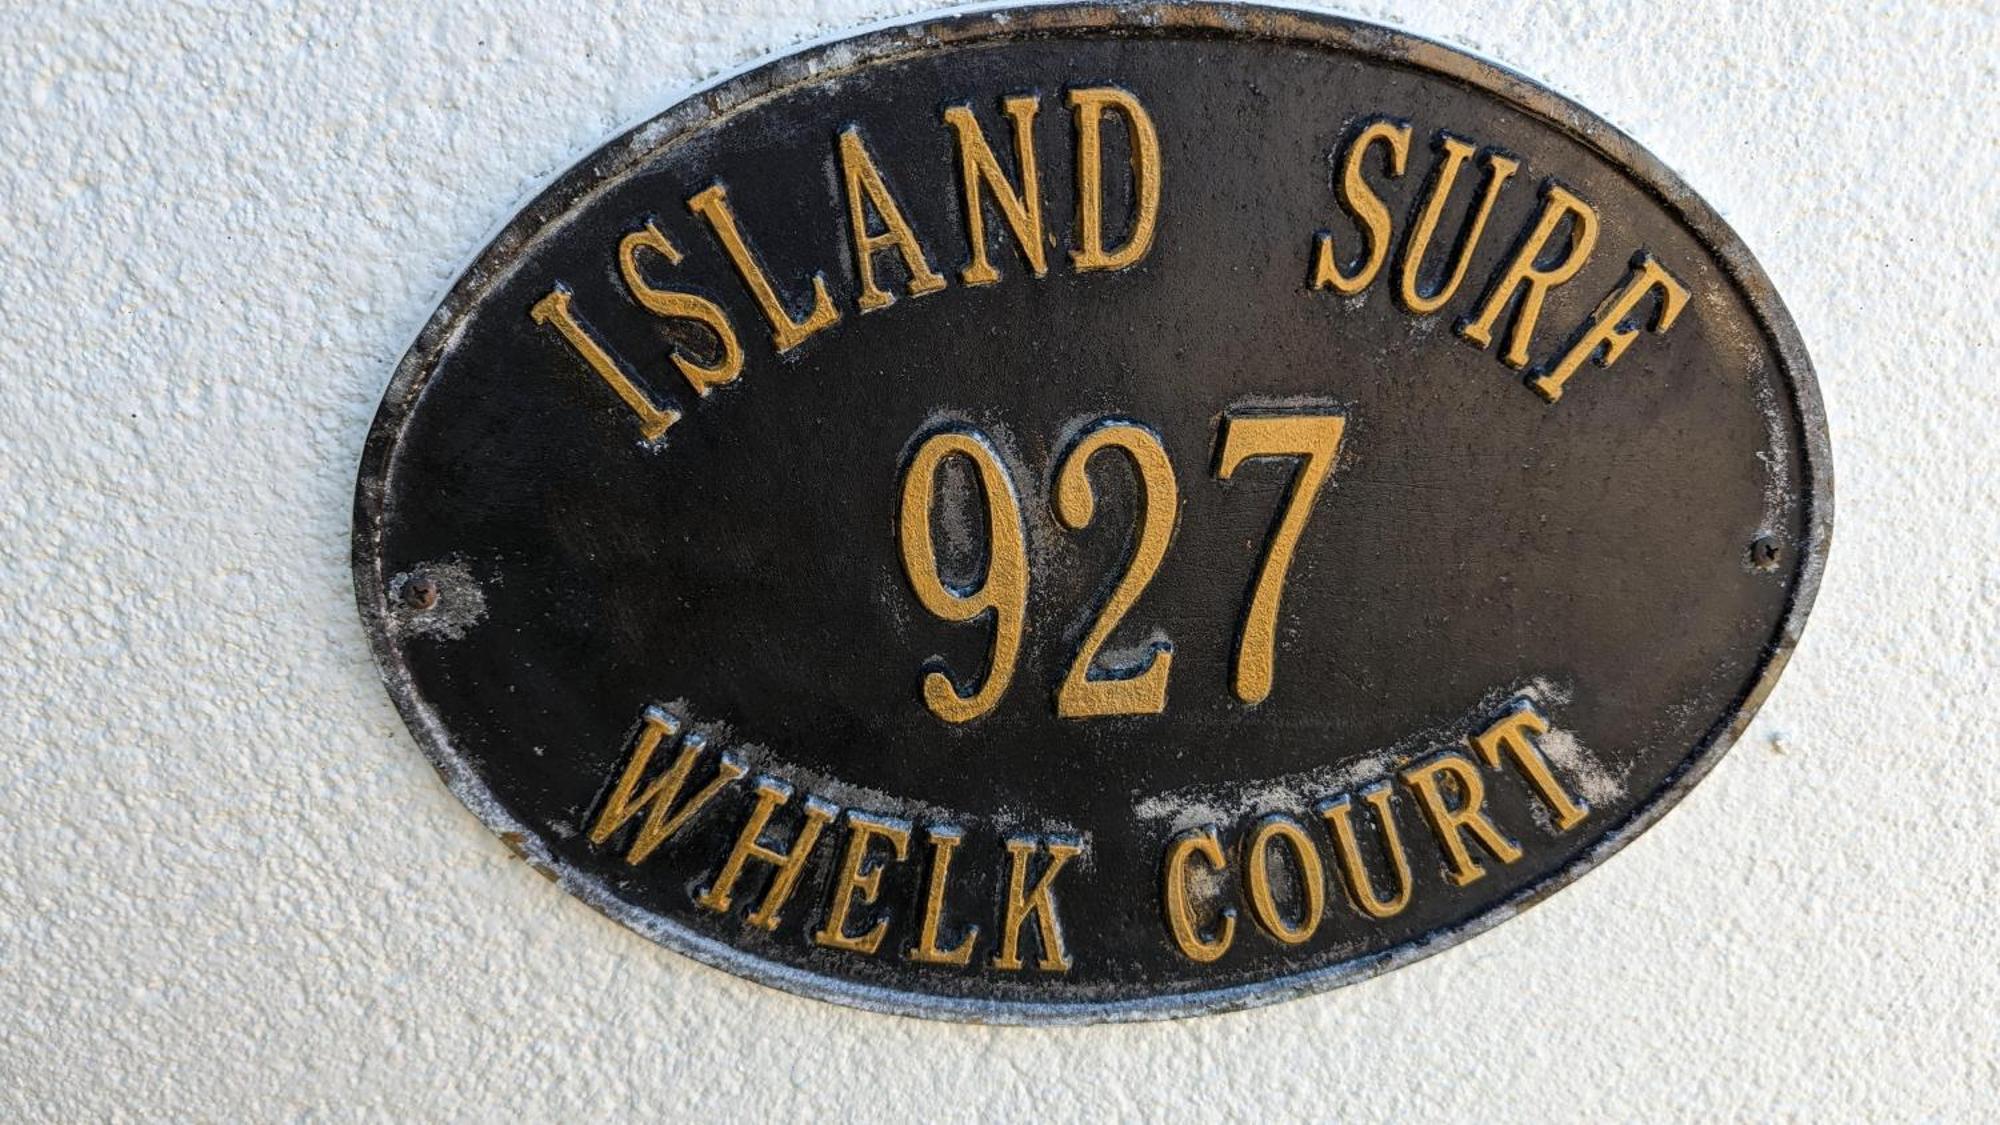 ISLAND SURF
927
WHELK COURT